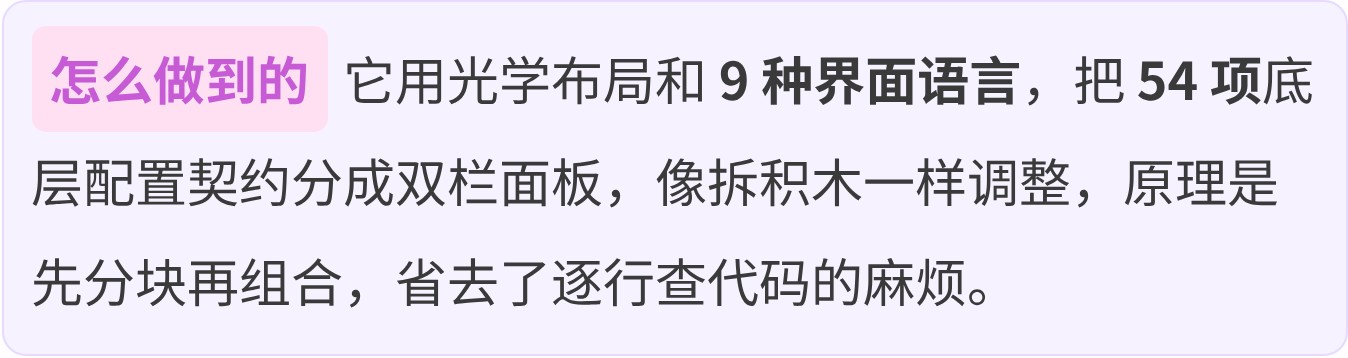 怎么做到的 它用光学布局和 9 种界面语言，把 54 项底
层配置契约分成双栏面板，像拆积木一样调整，原理是
先分块再组合，省去了逐行查代码的麻烦。